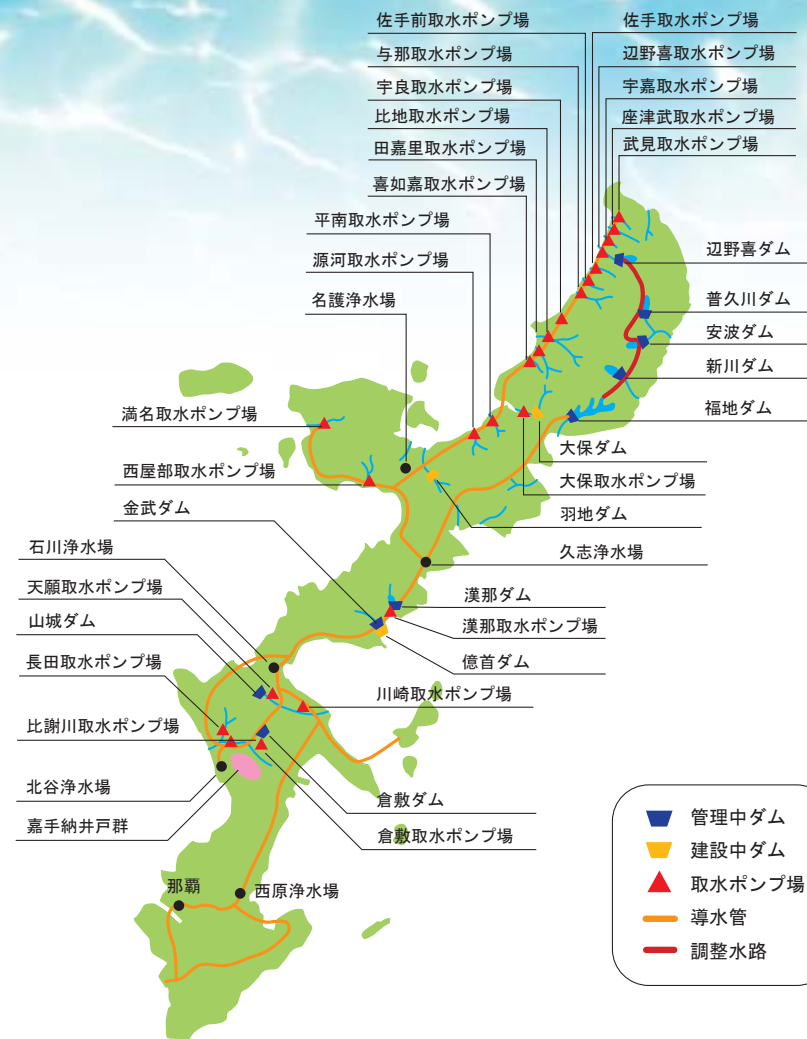 佐手前取水ポンプ場
与那取水ポンプ場
宇良取水ポンプ場
比地取水ポンプ場
田嘉里取水ポンプ場
喜如嘉取水ポンプ場
平南取水ポンプ場
源河取水ポンプ場
名護浄水場
佐手取水ポンプ場
辺野喜取水ポンプ場
宇嘉取水ポンプ場
座津武取水ポンプ場
武見取水ポンプ場
辺野喜ダム
普久川ダム
安波ダム
新川ダム
福地ダム
大保ダム
大保取水ポンプ場
羽地ダム
久志浄水場
漢那ダム
漢那取水ポンプ場
億首ダム
川崎取水ポンプ場
満名取水ポンプ場
西屋部取水ポンプ場
金武ダム
石川浄水場
天願取水ポンプ場
山城ダム
長田取水ポンプ場
比謝川取水ポンプ場
北谷浄水場
嘉手納井戸群
倉敷ダム
倉敷取水ポンプ場
那覇
西原浄水場
管理中ダム
建設中ダム
取水ポンプ場
導水管
調整水路